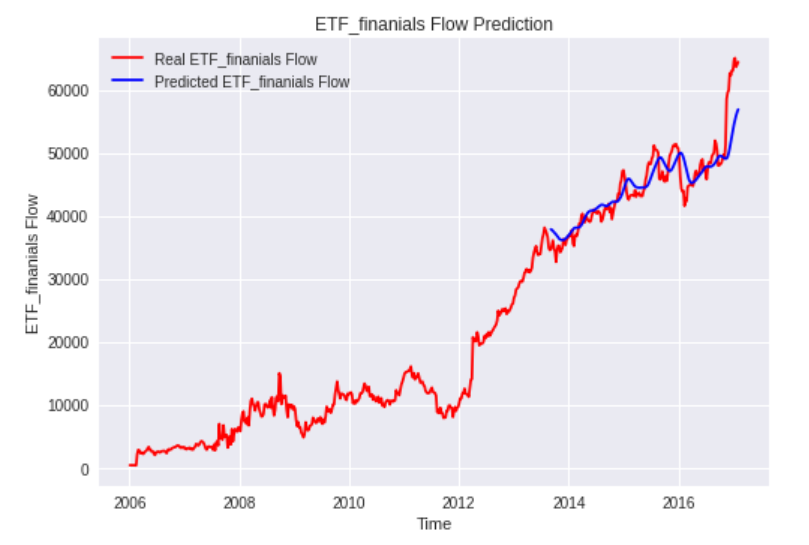 ETF_finanials Flow Prediction
Real ETF_finanials Flow
Predicted ETF_finanials Flow
60000
50000
40000
30000
20000
10000
0
ETF_finanials Flow
2006 2008 2010 2012 2014 2016
Time